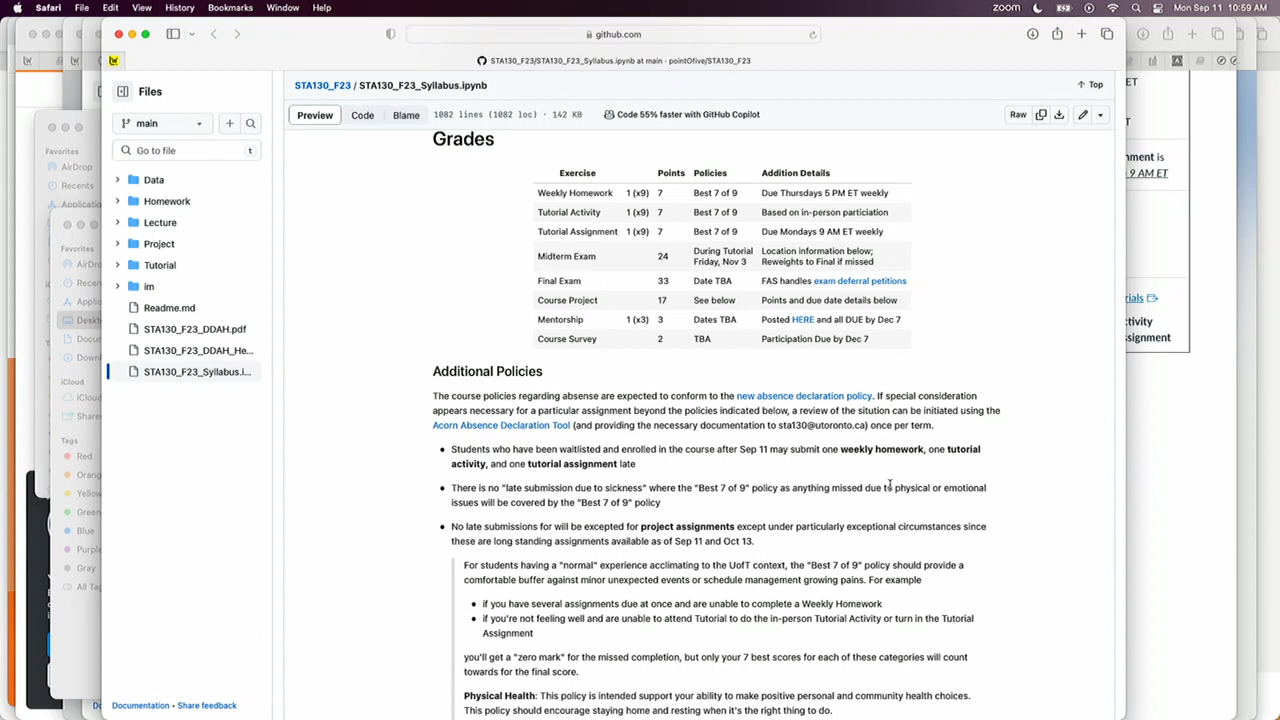 Safari File Edit View History Bookmarks Window Help
zoom Mon Sep 11 10:59 AM
github.com
STA130_F23/STA130_F23_Syllabus.ipynb at main · pointOfive/STA130_F23
Files
STA130_F23 / STA130_F23_Syllabus.ipynb
Top
main
Preview Code Blame 1082 lines (1082 loc) · 142 KB Code 55% faster with GitHub Copilot Raw
Go to file t
Data
Homework
Lecture
Project
Tutorial
im
Readme.md
STA130_F23_DDAH.pdf
STA130_F23_DDAH_He...
STA130_F23_Syllabus.i...
Documentation • Share feedback
Grades
Exercise Points Policies Addition Details
Weekly Homework 1 (x9) 7 Best 7 of 9 Due Thursdays 5 PM ET weekly
Tutorial Activity 1 (x9) 7 Best 7 of 9 Based on in-person particiation
Tutorial Assignment 1 (x9) 7 Best 7 of 9 Due Mondays 9 AM ET weekly
Midterm Exam 24 During Tutorial Location information below;
Friday, Nov 3 Reweights to Final if missed
Final Exam 33 Date TBA FAS handles exam deferral petitions
Course Project 17 See below Points and due date details below
Mentorship 1 (x3) 3 Dates TBA Posted HERE and all DUE by Dec 7
Course Survey 2 TBA Participation Due by Dec 7
Additional Policies
The course policies regarding absense are expected to conform to the new absence declaration policy. If special consideration
appears necessary for a particular assignment beyond the policies indicated below, a review of the sitution can be initiated using the
Acorn Absence Declaration Tool (and providing the necessary documentation to sta130@utoronto.ca) once per term.
• Students who have been waitlisted and enrolled in the course after Sep 11 may submit one weekly homework, one tutorial
activity, and one tutorial assignment late
• There is no "late submission due to sickness" where the "Best 7 of 9" policy as anything missed due to physical or emotional
issues will be covered by the "Best 7 of 9" policy
• No late submissions for will be excepted for project assignments except under particularly exceptional circumstances since
these are long standing assignments available as of Sep 11 and Oct 13.
For students having a "normal" experience acclimating to the UofT context, the "Best 7 of 9" policy should provide a
comfortable buffer against minor unexpected events or schedule management growing pains. For example
• if you have several assignments due at once and are unable to complete a Weekly Homework
• if you're not feeling well and are unable to attend Tutorial to do the in-person Tutorial Activity or turn in the Tutorial
Assignment
you'll get a "zero mark" for the missed completion, but only your 7 best scores for each of these categories will count
towards for the final score.
Physical Health: This policy is intended support your ability to make positive personal and community health choices.
This policy should encourage staying home and resting when it's the right thing to do.
Favorites
AirDrop
Recents
Favorites
iCloud
Tags
Red
Blue
Gray
9 AM ET